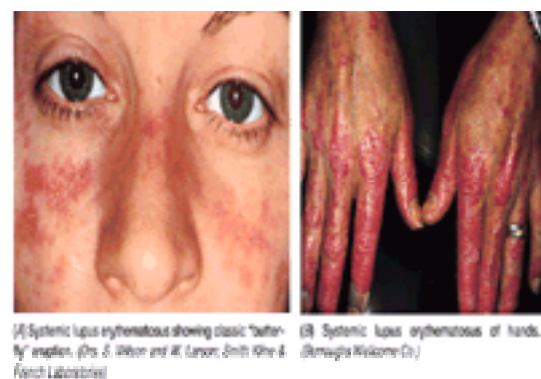 (A) Systemic lupus erythematosus showing classic "butter-
fly" eruption. (Drs. S. Wilson and W. Larson, Smith Kline &
French Laboratories)
(B) Systemic lupus erythematosus of hands.
(Burroughs Wellcome Co.)